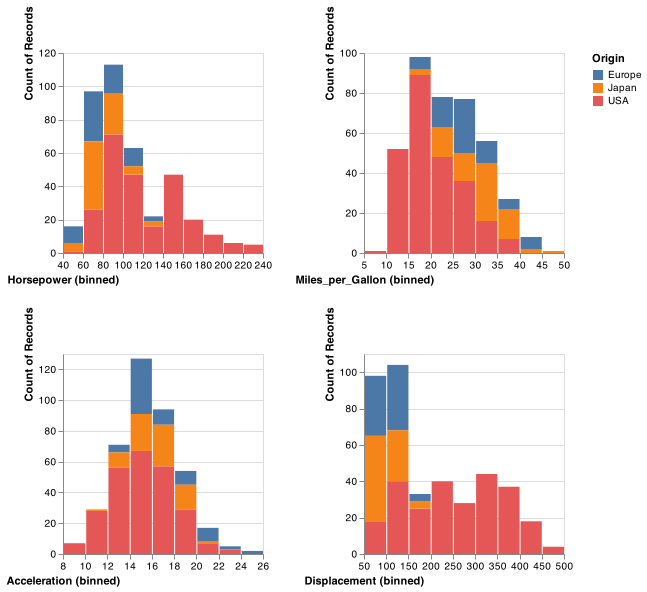 Count of Records
120
100
80
60
40
20
0
40 60 80 100 120 140 160 180 200 220 240
Horsepower (binned)
Count of Records
100
80
60
40
20
0
5 10 15 20 25 30 35 40 45 50
Miles_per_Gallon (binned)
Origin
Europe
Japan
USA
Count of Records
120
100
80
60
40
20
0
8 10 12 14 16 18 20 22 24 26
Acceleration (binned)
Count of Records
100
80
60
40
20
0
50 100 150 200 250 300 350 400 450 500
Displacement (binned)